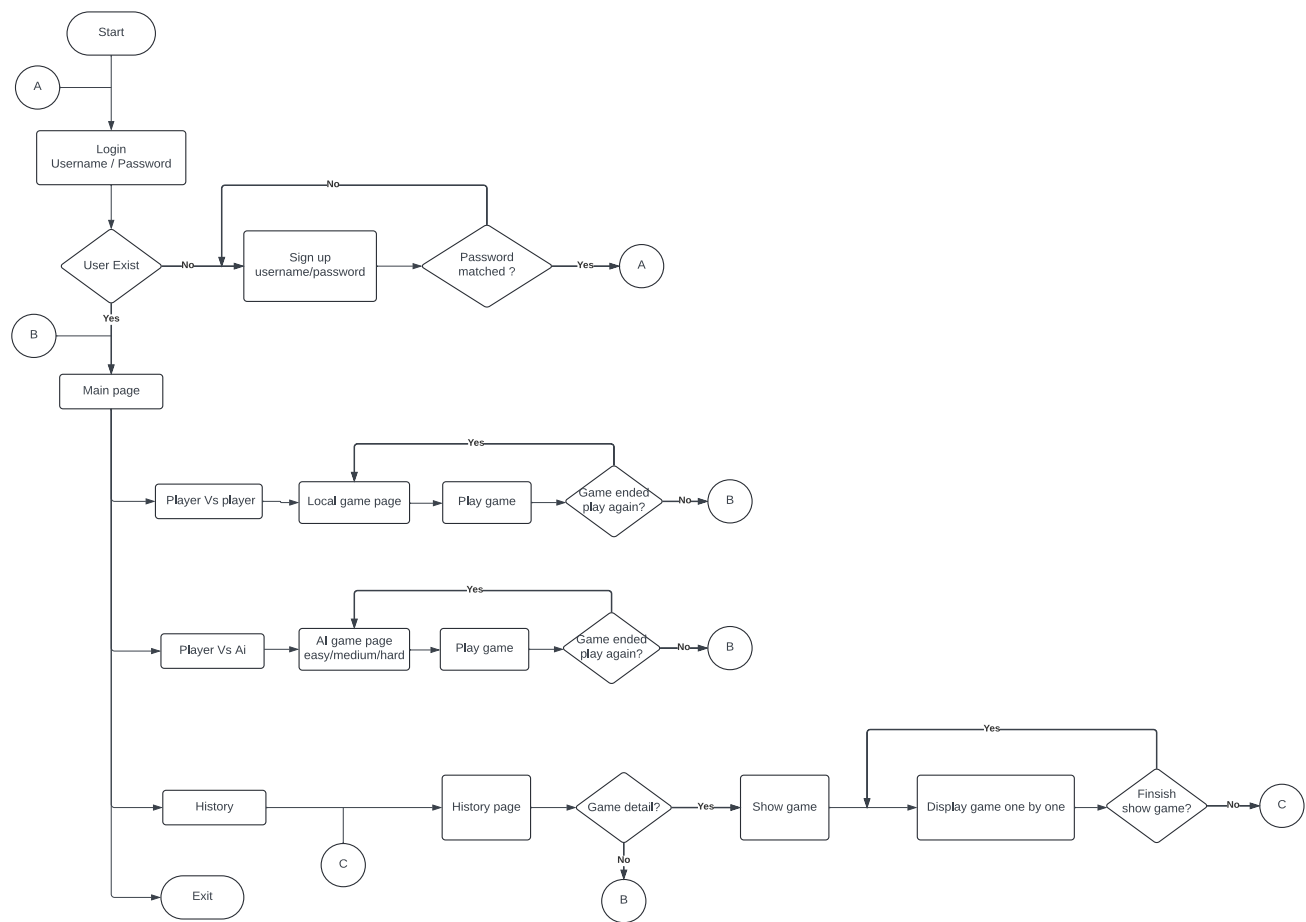 Start
A
Login
Username / Password
No
User Exist
No
Sign up
username/password
Password
matched ?
Yes
A
Yes
B
Main page
Yes
Player Vs player
Local game page
Play game
Game ended
play again?
No
B
Yes
Player Vs Ai
AI game page
easy/medium/hard
Play game
Game ended
play again?
No
B
Yes
History
C
History page
Game detail?
Yes
Show game
Display game one by one
Finsish
show game?
No
C
No
B
Exit